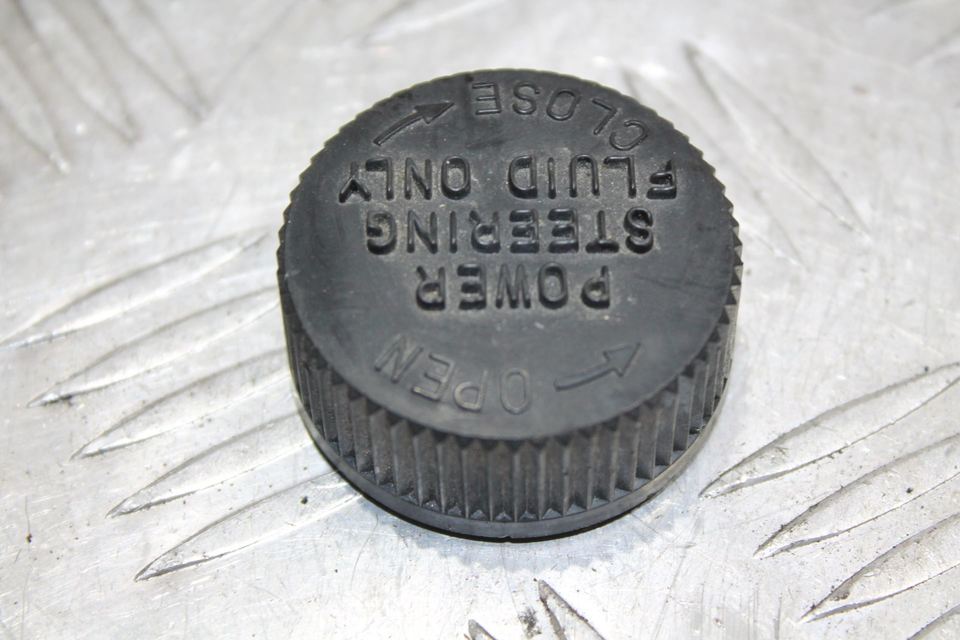 OPEN
POWER
STEERING
FLUID ONLY
CLOSE